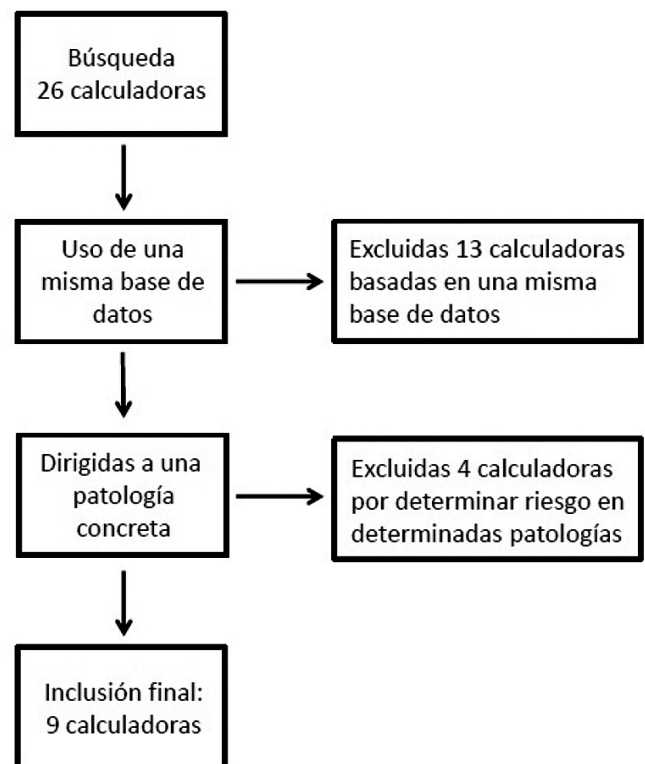 Búsqueda
26 calculadoras
Uso de una
misma base de
datos
Excluidas 13 calculadoras
basadas en una misma
base de datos
Dirigidas a una
patología
concreta
Excluidas 4 calculadoras
por determinar riesgo en
determinadas patologías
Inclusión final:
9 calculadoras